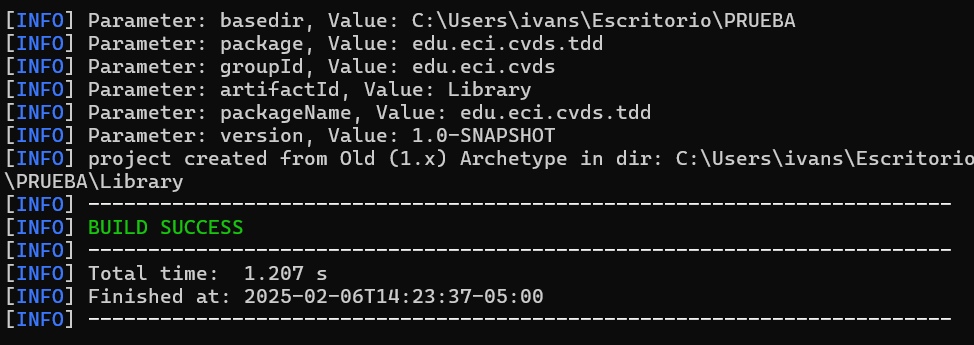 [INFO] Parameter: basedir, Value: C:\Users\ivans\Escritorio\PRUEBA
[INFO] Parameter: package, Value: edu.eci.cvds.tdd
[INFO] Parameter: groupId, Value: edu.eci.cvds
[INFO] Parameter: artifactId, Value: Library
[INFO] Parameter: packageName, Value: edu.eci.cvds.tdd
[INFO] Parameter: version, Value: 1.0-SNAPSHOT
[INFO] project created from Old (1.x) Archetype in dir: C:\Users\ivans\Escritorio
\PRUEBA\Library
[INFO] ------------------------------------------------------------------------
[INFO] BUILD SUCCESS
[INFO] ------------------------------------------------------------------------
[INFO] Total time:  1.207 s
[INFO] Finished at: 2025-02-06T14:23:37-05:00
[INFO] ------------------------------------------------------------------------